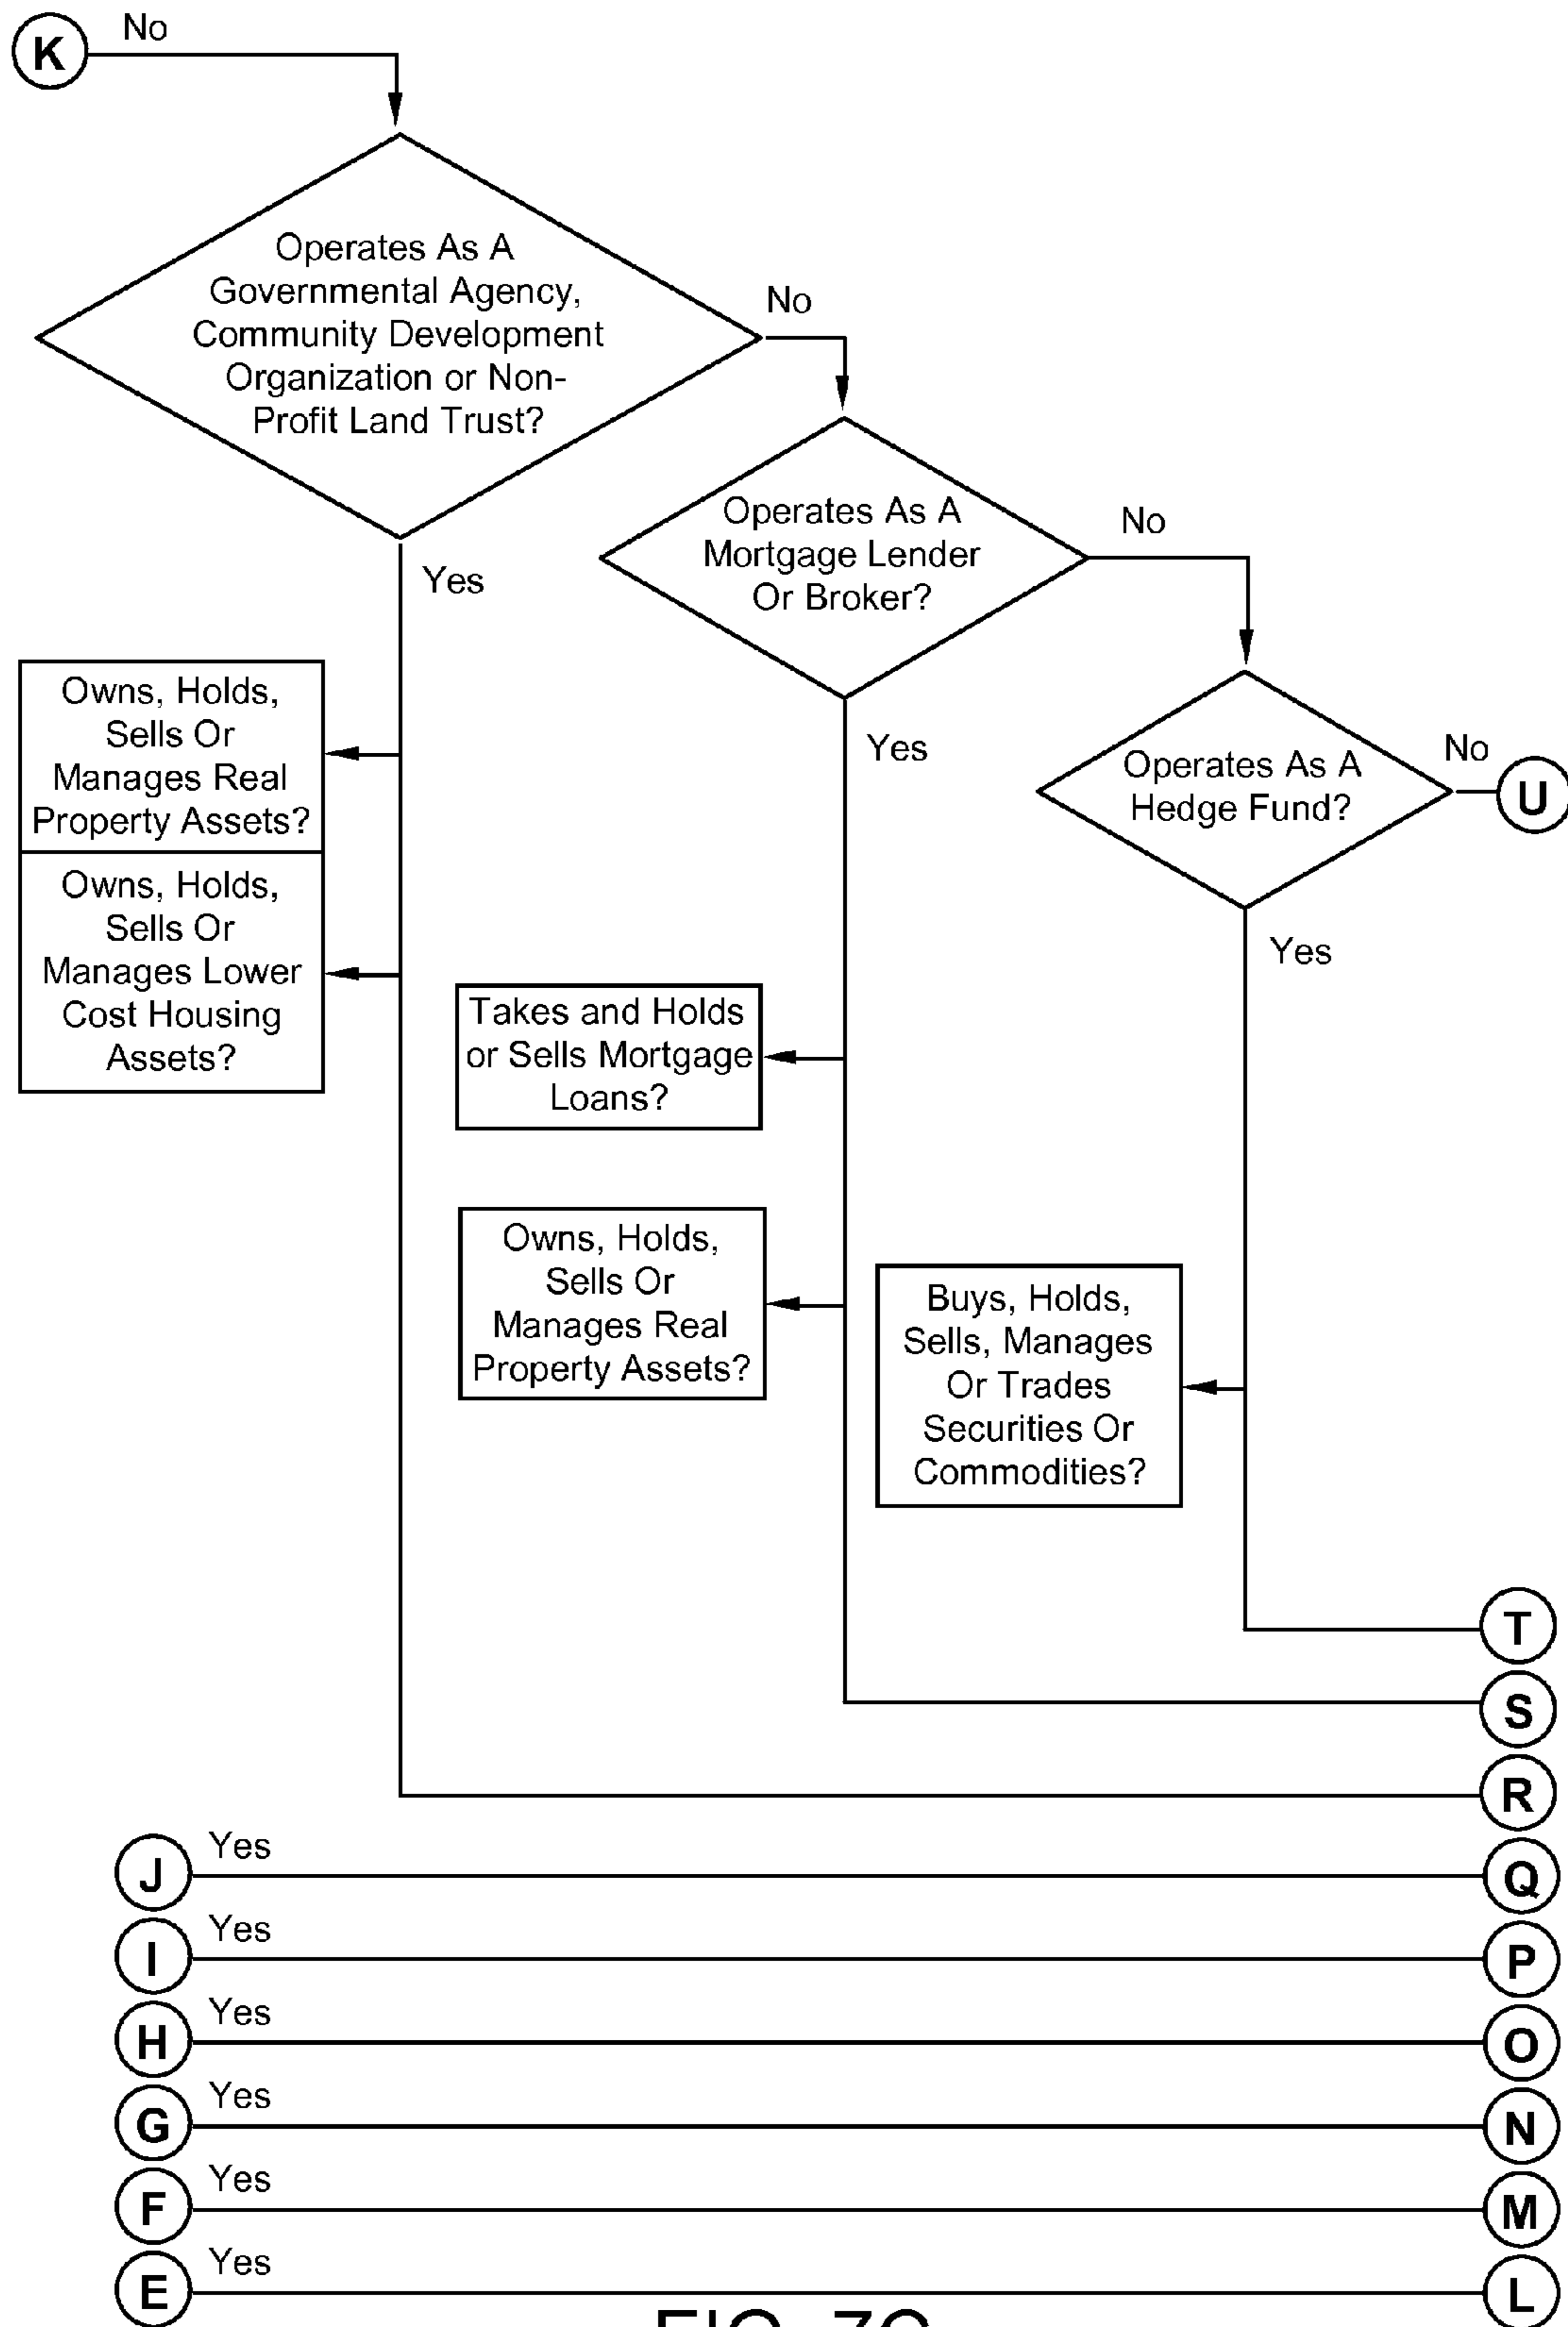 K
No
Operates As A
Governmental Agency,
Community Development
Organization or Non-
Profit Land Trust?
No
Yes
Operates As A
Mortgage Lender
Or Broker?
No
Yes
Operates As A
Hedge Fund?
No
U
Yes
Owns, Holds,
Sells Or
Manages Real
Property Assets?
Owns, Holds,
Sells Or
Manages Lower
Cost Housing
Assets?
Takes and Holds
or Sells Mortgage
Loans?
Owns, Holds,
Sells Or
Manages Real
Property Assets?
Buys, Holds,
Sells, Manages
Or Trades
Securities Or
Commodities?
T
S
R
J Yes Q
I Yes P
H Yes O
G Yes N
F Yes M
E Yes L